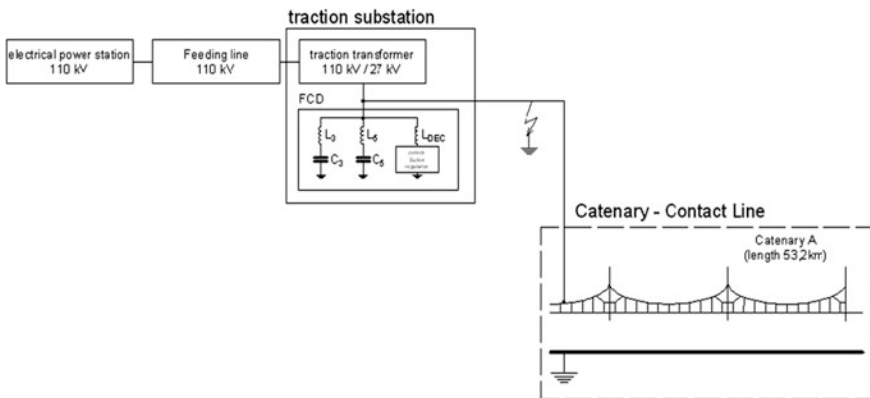 traction substation
electrical power station
110 kV
Feeding line
110 kV
traction transformer
110 kV / 27 kV
FCD
L3
L5
LDEC
C3
C5
Catenary - Contact Line
Catenary A
(length 53,2km)